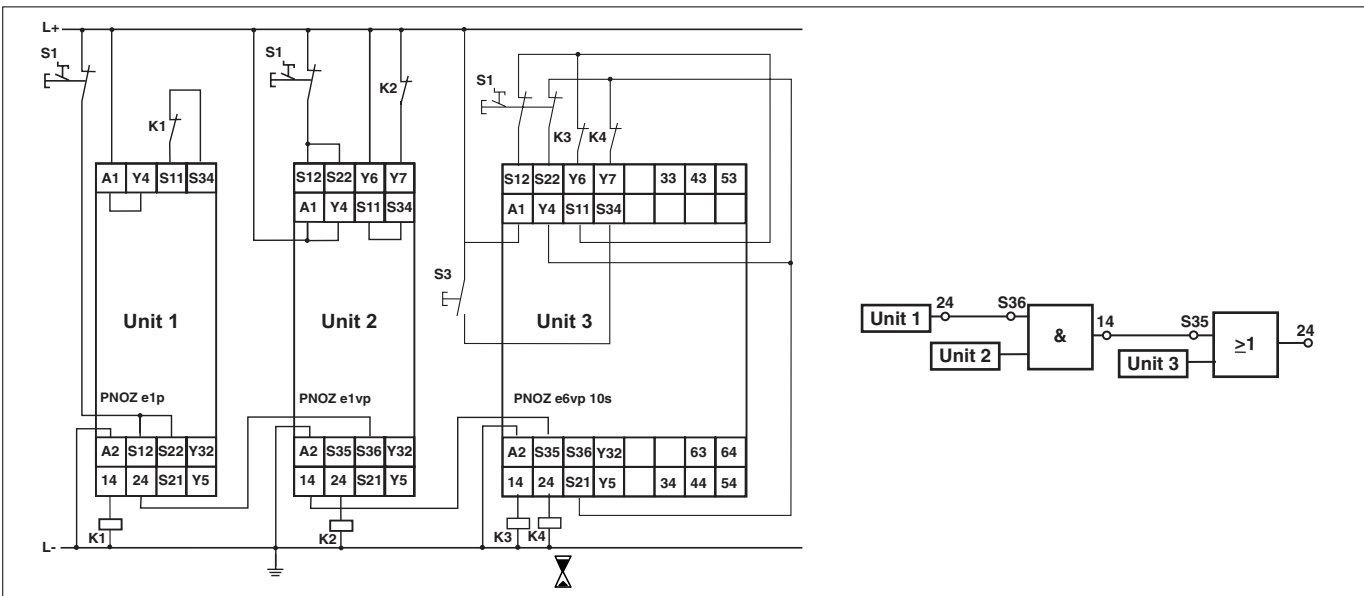 L+
S1
K1
A1 Y4 S11 S34
Unit 1
PNOZ e1p
A2 S12 S22 Y32
14 24 S21 Y5
K1
S1
K2
S12 S22 Y6 Y7
A1 Y4 S11 S34
Unit 2
PNOZ e1vp
A2 S35 S36 Y32
14 24 S21 Y5
K2
S1
K3 K4
S12 S22 Y6 Y7 33 43 53
A1 Y4 S11 S34
S3
Unit 3
PNOZ e6vp 10s
A2 S35 S36 Y32 63 64
14 24 S21 Y5 34 44 54
K3 K4
L-
Unit 1 24 S36
Unit 2
&
14 S35
Unit 3
≥1
24